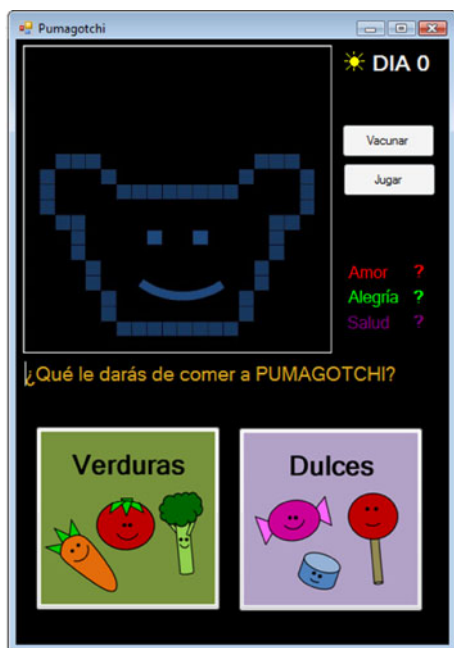 Pumagotchi
☀ DIA 0
Vacunar
Jugar
Amor ?
Alegría ?
Salud ?
¿Qué le darás de comer a PUMAGOTCHI?
Verduras
Dulces